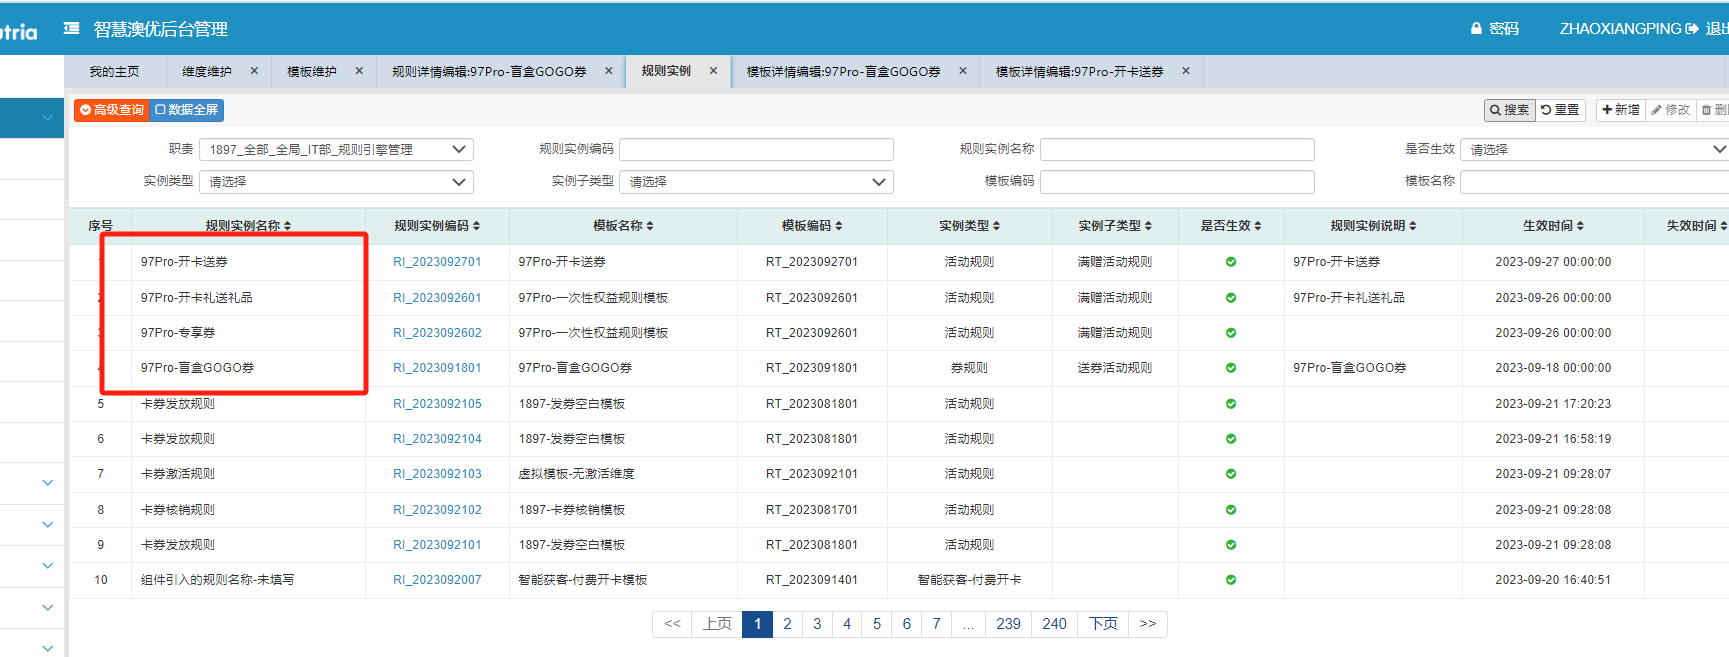 utria 智慧澳优后台管理 密码 ZHAOXIANGPING 退出
我的主页 维度维护 × 模板维护 × 规则详情编辑:97Pro-盲盒GOGO券 × 规则实例 × 模板详情编辑:97Pro-盲盒GOGO券 × 模板详情编辑:97Pro-开卡送券 ×
高级查询 数据全屏 搜索 重置 新增 修改 删
职责 1897_全部_全局_IT部_规则引擎管理 规则实例编码 规则实例名称 是否生效 请选择
实例类型 请选择 实例子类型 请选择 模板编码 模板名称
序号 规则实例名称 规则实例编码 模板名称 模板编码 实例类型 实例子类型 是否生效 规则实例说明 生效时间 失效时间
97Pro-开卡送券 RI_2023092701 97Pro-开卡送券 RT_2023092701 活动规则 满赠活动规则 97Pro-开卡送券 2023-09-27 00:00:00
2 97Pro-开卡礼送礼品 RI_2023092601 97Pro-一次性权益规则模板 RT_2023092601 活动规则 满赠活动规则 97Pro-开卡礼送礼品 2023-09-26 00:00:00
3 97Pro-专享券 RI_2023092602 97Pro-一次性权益规则模板 RT_2023092601 活动规则 满赠活动规则 2023-09-26 00:00:00
4 97Pro-盲盒GOGO券 RI_2023091801 97Pro-盲盒GOGO券 RT_2023091801 券规则 送券活动规则 97Pro-盲盒GOGO券 2023-09-18 00:00:00
5 卡券发放规则 RI_2023092105 1897-发券空白模板 RT_2023081801 活动规则 2023-09-21 17:20:23
6 卡券发放规则 RI_2023092104 1897-发券空白模板 RT_2023081801 活动规则 2023-09-21 16:58:19
7 卡券激活规则 RI_2023092103 虚拟模板-无激活维度 RT_2023092101 活动规则 2023-09-21 09:28:07
8 卡券核销规则 RI_2023092102 1897-卡券核销模板 RT_2023081701 活动规则 2023-09-21 09:28:08
9 卡券发放规则 RI_2023092101 1897-发券空白模板 RT_2023081801 活动规则 2023-09-21 09:28:08
10 组件引入的规则名称-未填写 RI_2023092007 智能获客-付费开卡模板 RT_2023091401 智能获客-付费开卡 2023-09-20 16:40:51
<< 上页 1 2 3 4 5 6 7 ... 239 240 下页 >>